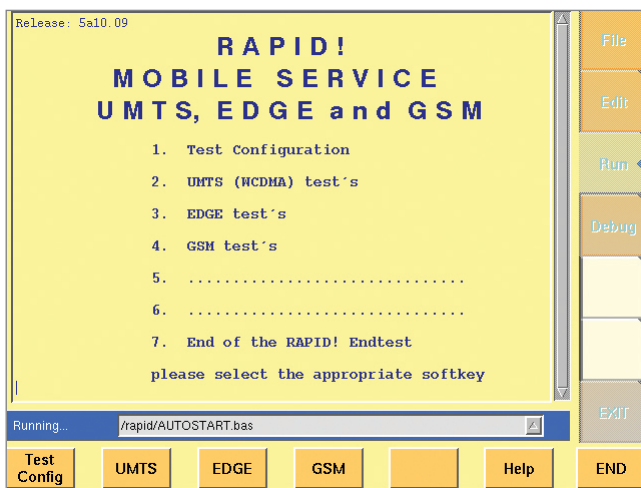 Release: 5a10.09
RAPID!
MOBILE SERVICE
UMTS, EDGE and GSM
1. Test Configuration
2. UMTS (WCDMA) test´s
3. EDGE test´s
4. GSM test´s
5. ...............................
6. ...............................
7. End of the RAPID! Endtest
please select the appropriate softkey
File
Edit
Run
Debug
EXIT
Running...
/rapid/AUTOSTART.bas
Test Config
UMTS
EDGE
GSM
Help
END